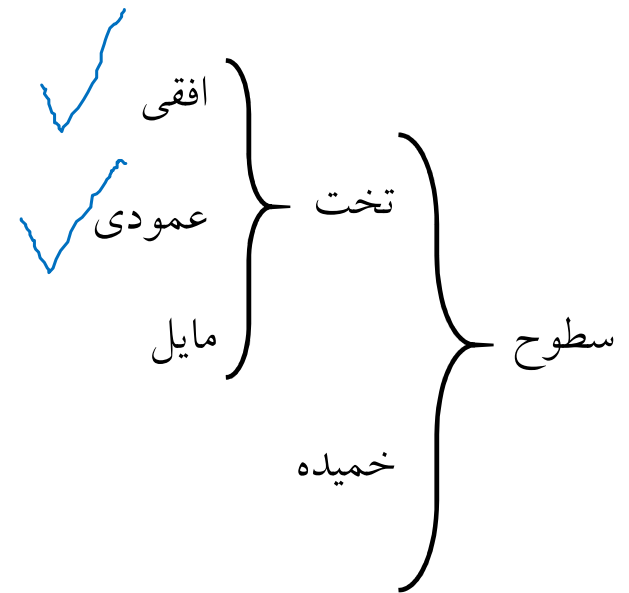 افقی
تخت
عمودی
مایل
سطوح
خمیده